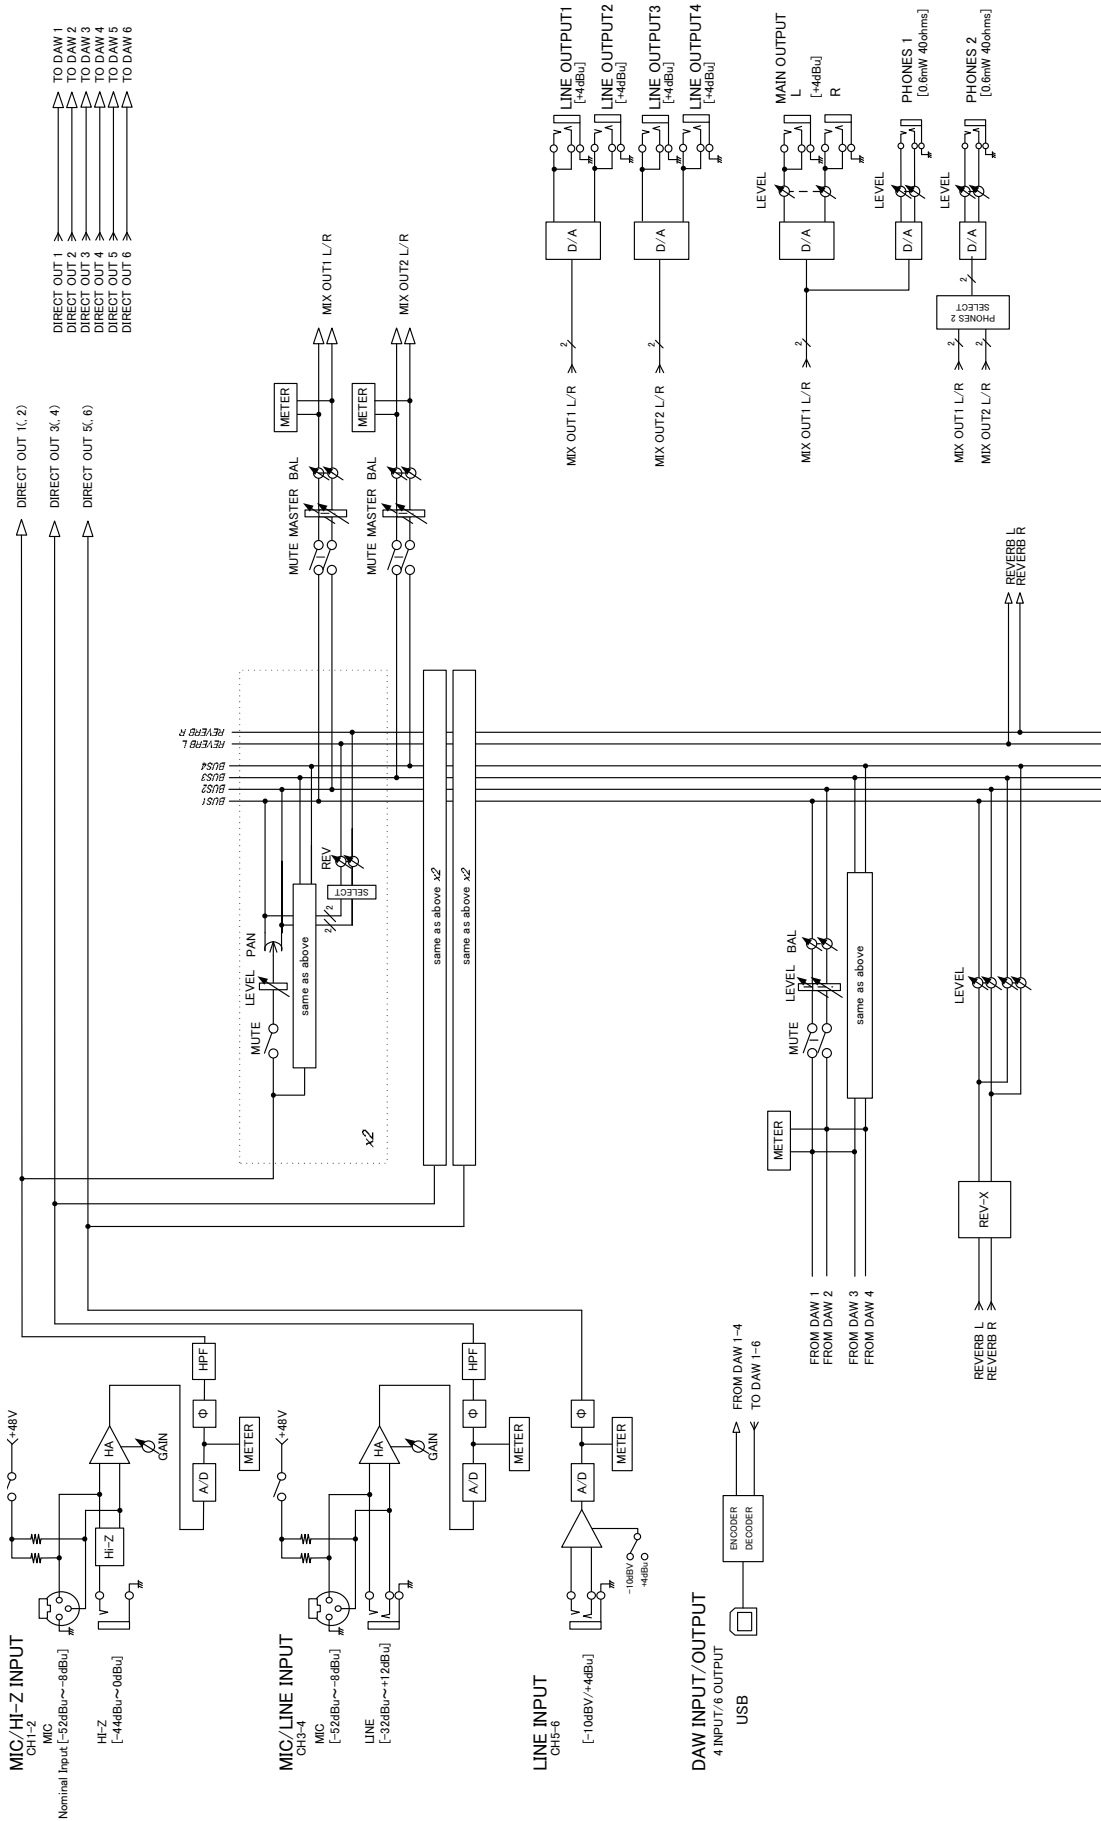 MIC/HI-Z INPUT
CH1-2
MIC
Nominal Input [-52dBu～-8dBu]
HI-Z
[-44dBu～0dBu]
+48V
Hi-Z
HA
GAIN
A/D
METER
Φ
HPF
MIC/LINE INPUT
CH3-4
MIC
[-52dBu～-8dBu]
LINE
[-32dBu～+12dBu]
+48V
HA
GAIN
A/D
METER
Φ
HPF
LINE INPUT
CH5-6
[-10dBV/+4dBu]
-10dBV
+4dBu
A/D
METER
Φ
DAW INPUT/OUTPUT
4 INPUT/6 OUTPUT
USB
ENCODER
DECODER
FROM DAW 1-4
TO DAW 1-6
DIRECT OUT 1(, 2)
DIRECT OUT 3(, 4)
DIRECT OUT 5(, 6)
MUTE
LEVEL
PAN
same as above
SELECT
2
2
REV
x2
same as above x2
same as above x2
BUS1
BUS2
BUS3
BUS4
REVERB L
REVERB R
MUTE MASTER BAL
METER
MIX OUT1 L/R
MUTE MASTER BAL
METER
MIX OUT2 L/R
FROM DAW 1
FROM DAW 2
FROM DAW 3
FROM DAW 4
METER
MUTE
LEVEL
BAL
same as above
REVERB L
REVERB R
REV-X
LEVEL
REVERB L
REVERB R
DIRECT OUT 1
DIRECT OUT 2
DIRECT OUT 3
DIRECT OUT 4
DIRECT OUT 5
DIRECT OUT 6
TO DAW 1
TO DAW 2
TO DAW 3
TO DAW 4
TO DAW 5
TO DAW 6
MIX OUT1 L/R
2
D/A
LINE OUTPUT1
[+4dBu]
LINE OUTPUT2
[+4dBu]
MIX OUT2 L/R
2
D/A
LINE OUTPUT3
[+4dBu]
LINE OUTPUT4
[+4dBu]
MIX OUT1 L/R
2
D/A
LEVEL
MAIN OUTPUT
L
[+4dBu]
R
D/A
LEVEL
PHONES 1
[0.6mW 40ohms]
MIX OUT1 L/R
MIX OUT2 L/R
2
2
PHONES 2
SELECT
2
D/A
LEVEL
PHONES 2
[0.6mW 40ohms]